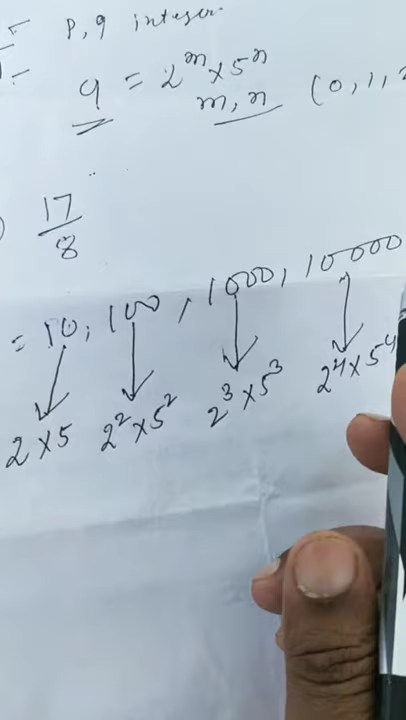 p, q integer
q = 2^m × 5^n
m, n (0, 1, 2
) 17/8
= 10, 100, 1000, 10000
2 × 5 2^2 × 5^2 2^3 × 5^3 2^4 × 5^4